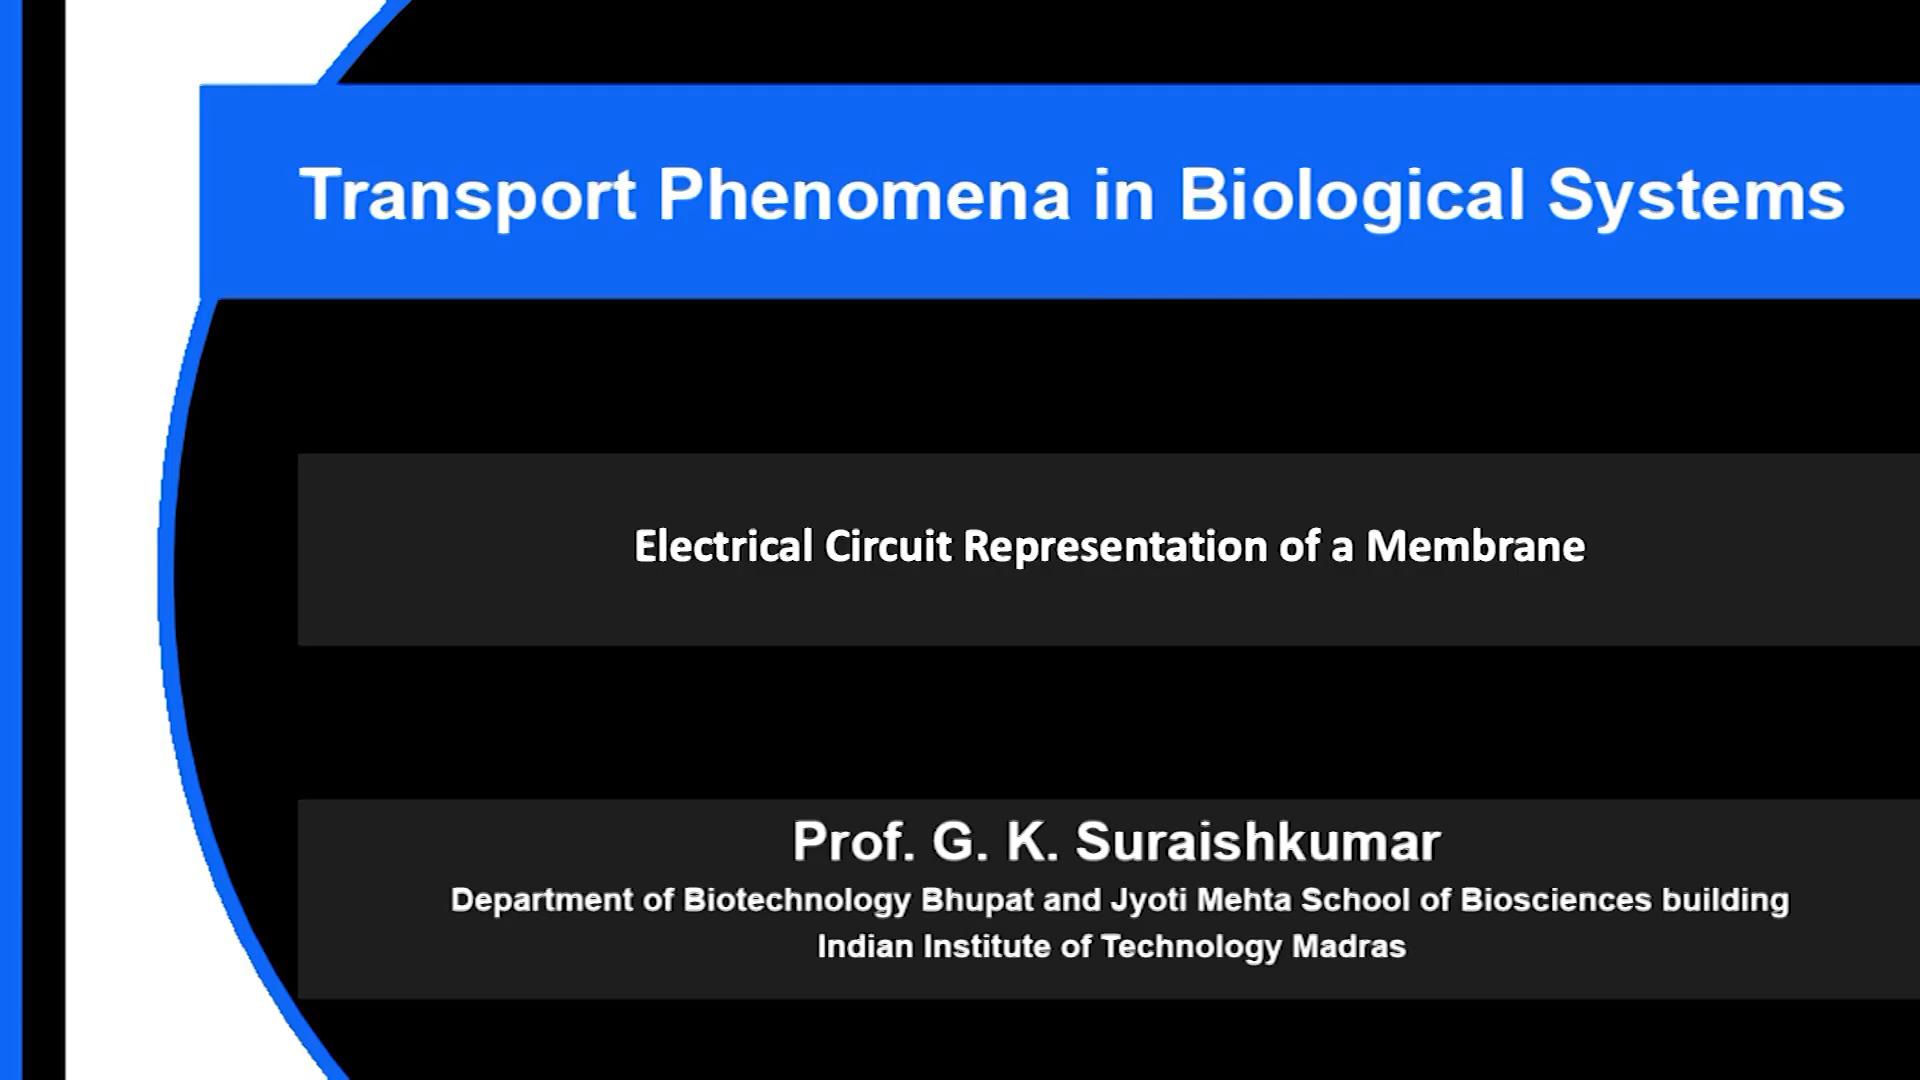 Transport Phenomena in Biological Systems
Electrical Circuit Representation of a Membrane
Prof. G. K. Suraishkumar
Department of Biotechnology Bhupat and Jyoti Mehta School of Biosciences building
Indian Institute of Technology Madras